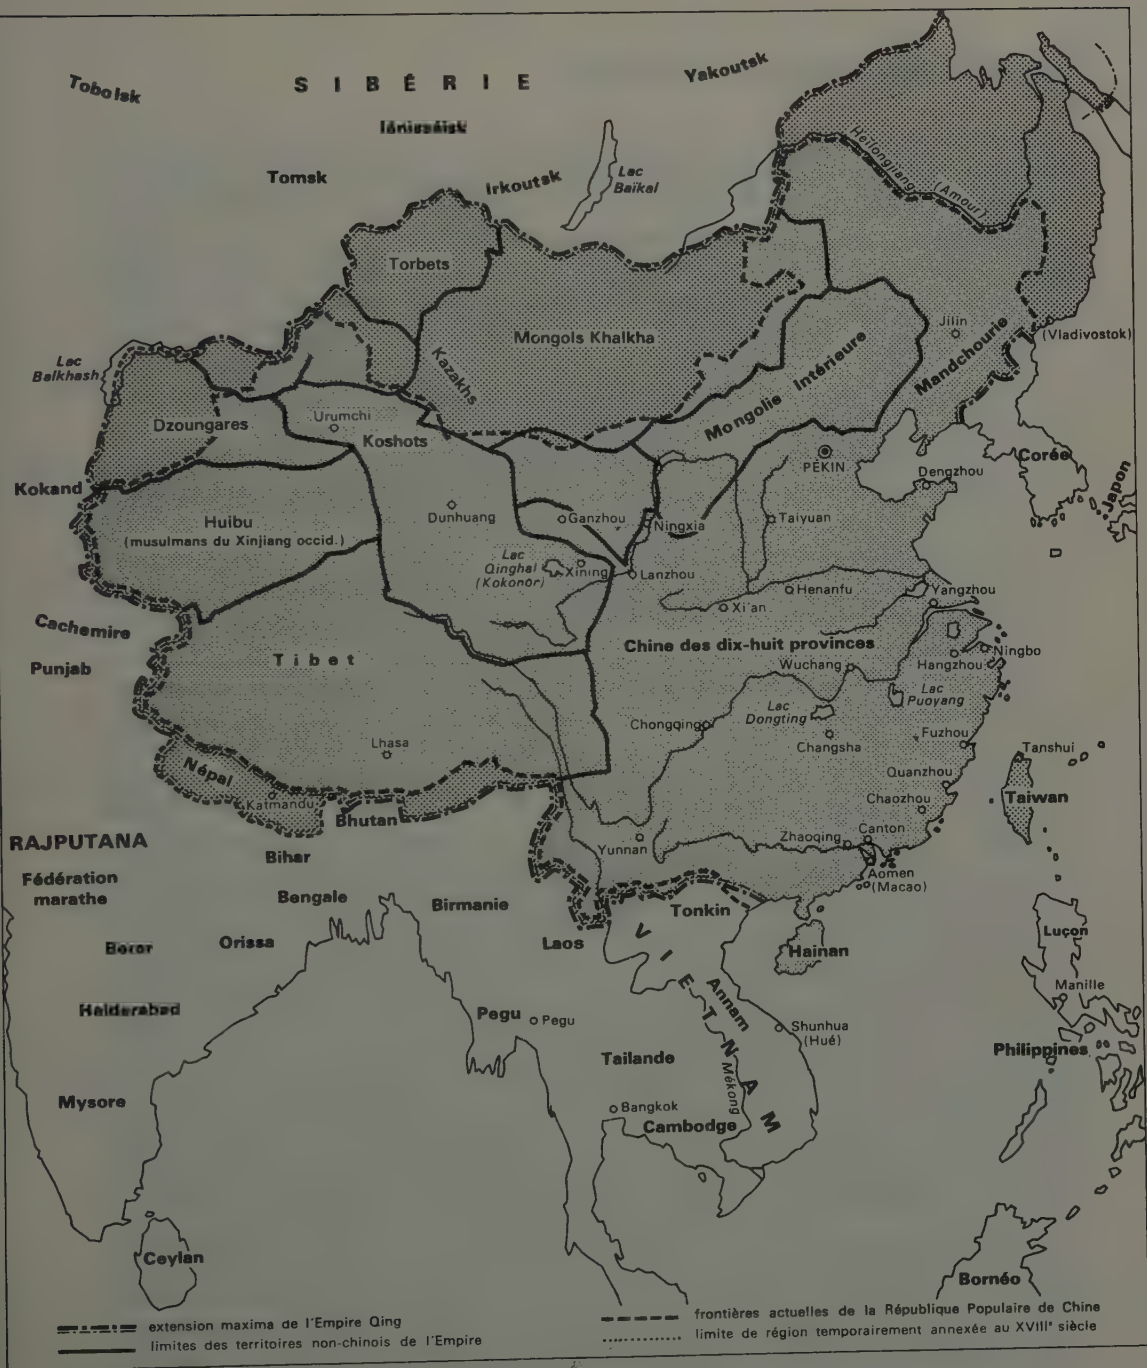 Tobolsk
SIBÉRIE
Yakoutsk
Tomsk
Irkoutsk
Lac
Baïkal
Heilongjiang (Amour)
Torbets
Mongols Khalkha
Kazakhs
Lac
Balkhash
Jilin
(Vladivostok)
Mandchourie
Mongolie Intérieure
Dzoungares
Urumchi
Koshots
PÉKIN
Corée
Japon
Dengzhou
Kokand
Huibu
(musulmans du Xinjiang occid.)
Dunhuang
Ganzhou
Ningxia
Taiyuan
Lac
Qinghaï
(Kokonor)
Xining
Lanzhou
Henanfu
Xi'an
Yangzhou
Cachemire
Punjab
Tibet
Chine des dix-huit provinces
Wuchang
Hangzhou
Ningbo
Lac
Puoyang
Lac
Dongting
Chongqing
Changsha
Fuzhou
Lhasa
Tanshui
Népal
Katmandu
Bhutan
Quanzhou
Taiwan
Chaozhou
Canton
Zhaoqing
Yunnan
Aomen
(Macao)
RAJPUTANA
Bihar
Fédération
marathe
Bengale
Birmanie
Tonkin
Orissa
Laos
Hainan
Luçon
VIETNAM
Annam
Manille
Pegu
Pegu
Shunhua
(Hué)
Tailande
Philippines
Mékong
Mysore
Bangkok
Cambodge
Ceylan
Bornéo
extension maxima de l'Empire Qing
limites des territoires non-chinois de l'Empire
frontières actuelles de la République Populaire de Chine
limite de région temporairement annexée au XVIIIe siècle